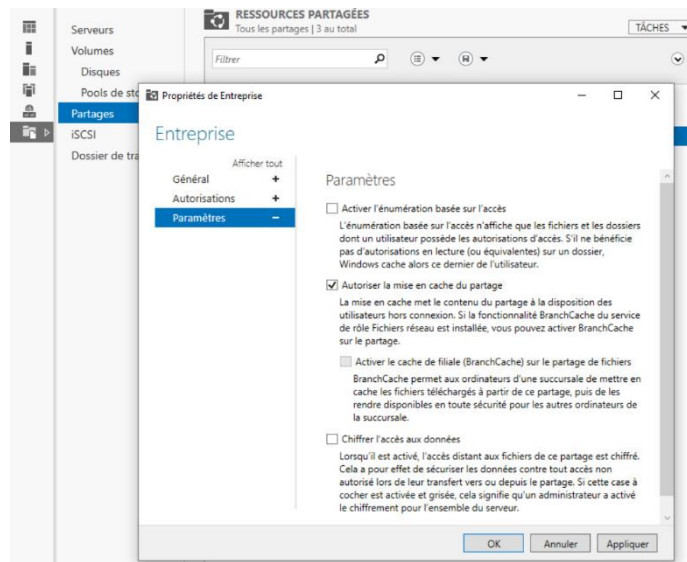 RESSOURCES PARTAGÉES
Tous les partages | 3 au total
TÂCHES
Filtrer
Serveurs
Volumes
Disques
Pools de sto
Partages
iSCSI
Dossier de tra
Propriétés de Entreprise
Entreprise
Afficher tout
Général +
Autorisations +
Paramètres –
Paramètres
Activer l'énumération basée sur l'accès
L'énumération basée sur l'accès n'affiche que les fichiers et les dossiers
dont un utilisateur possède les autorisations d'accès. S'il ne bénéficie
pas d'autorisations en lecture (ou équivalentes) sur un dossier,
Windows cache alors ce dernier de l'utilisateur.
Autoriser la mise en cache du partage
La mise en cache met le contenu du partage à la disposition des
utilisateurs hors connexion. Si la fonctionnalité BranchCache du service
de rôle Fichiers réseau est installée, vous pouvez activer BranchCache
sur le partage.
Activer le cache de filiale (BranchCache) sur le partage de fichiers
BranchCache permet aux ordinateurs d'une succursale de mettre en
cache les fichiers téléchargés à partir de ce partage, puis de les
rendre disponibles en toute sécurité pour les autres ordinateurs de
la succursale.
Chiffrer l'accès aux données
Lorsqu'il est activé, l'accès distant aux fichiers de ce partage est chiffré.
Cela a pour effet de sécuriser les données contre tout accès non
autorisé lors de leur transfert vers ou depuis le partage. Si cette case à
cocher est activée et grisée, cela signifie qu'un administrateur a activé
le chiffrement pour l'ensemble du serveur.
OK Annuler Appliquer